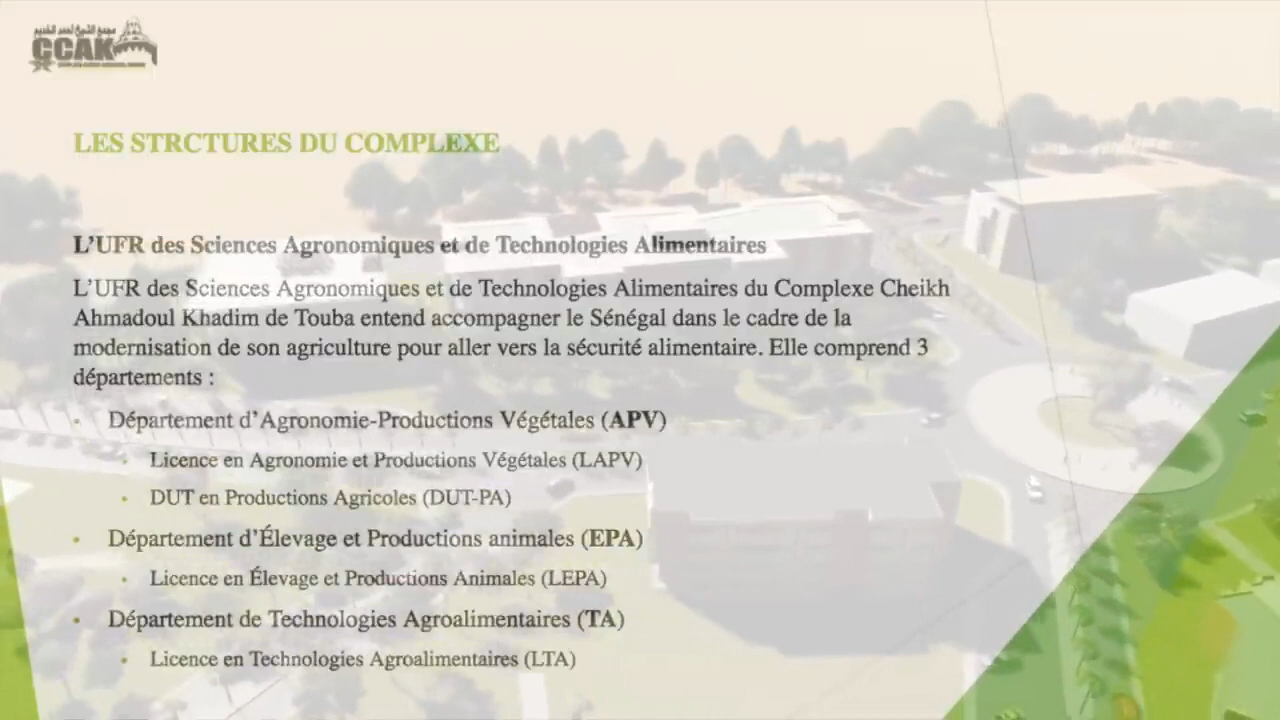 مجمع الشيخ أحمد الخديم
CCAK
LES STRCTURES DU COMPLEXE
L’UFR des Sciences Agronomiques et de Technologies Alimentaires
L’UFR des Sciences Agronomiques et de Technologies Alimentaires du Complexe Cheikh
Ahmadoul Khadim de Touba entend accompagner le Sénégal dans le cadre de la
modernisation de son agriculture pour aller vers la sécurité alimentaire. Elle comprend 3
départements :
• Département d’Agronomie-Productions Végétales (APV)
• Licence en Agronomie et Productions Végétales (LAPV)
• DUT en Productions Agricoles (DUT-PA)
• Département d’Élevage et Productions animales (EPA)
• Licence en Élevage et Productions Animales (LEPA)
• Département de Technologies Agroalimentaires (TA)
• Licence en Technologies Agroalimentaires (LTA)